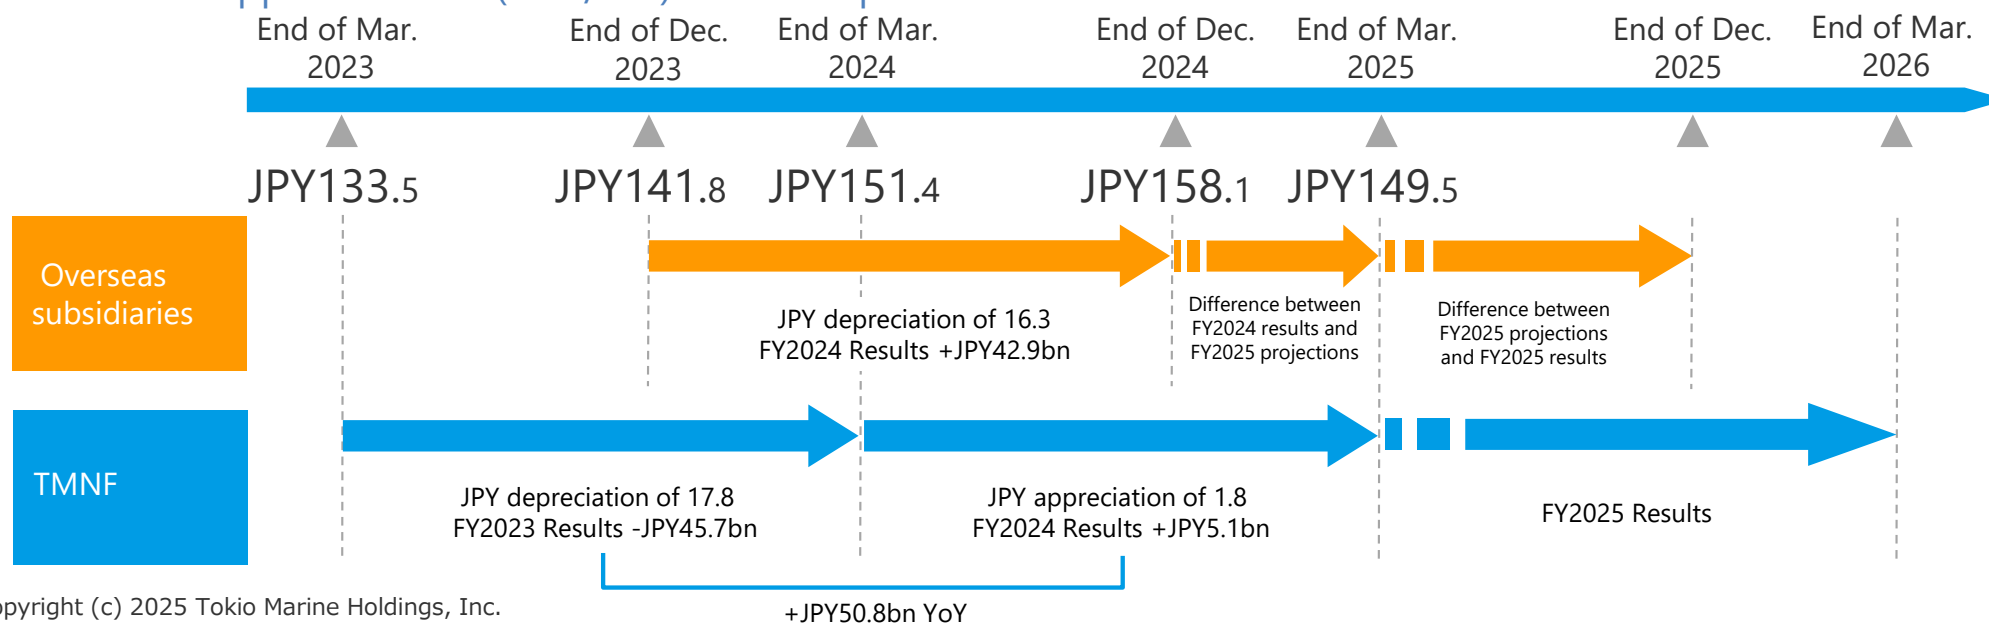 End of Mar.
2023
End of Dec.
2023
End of Mar.
2024
End of Dec.
2024
End of Mar.
2025
End of Dec.
2025
End of Mar.
2026
JPY133.5
JPY141.8
JPY151.4
JPY158.1
JPY149.5
Overseas
subsidiaries
JPY depreciation of 16.3
FY2024 Results +JPY42.9bn
Difference between
FY2024 results and
FY2025 projections
Difference between
FY2025 projections
and FY2025 results
TMNF
JPY depreciation of 17.8
FY2023 Results -JPY45.7bn
JPY appreciation of 1.8
FY2024 Results +JPY5.1bn
FY2025 Results
+JPY50.8bn YoY
opyright (c) 2025 Tokio Marine Holdings, Inc.